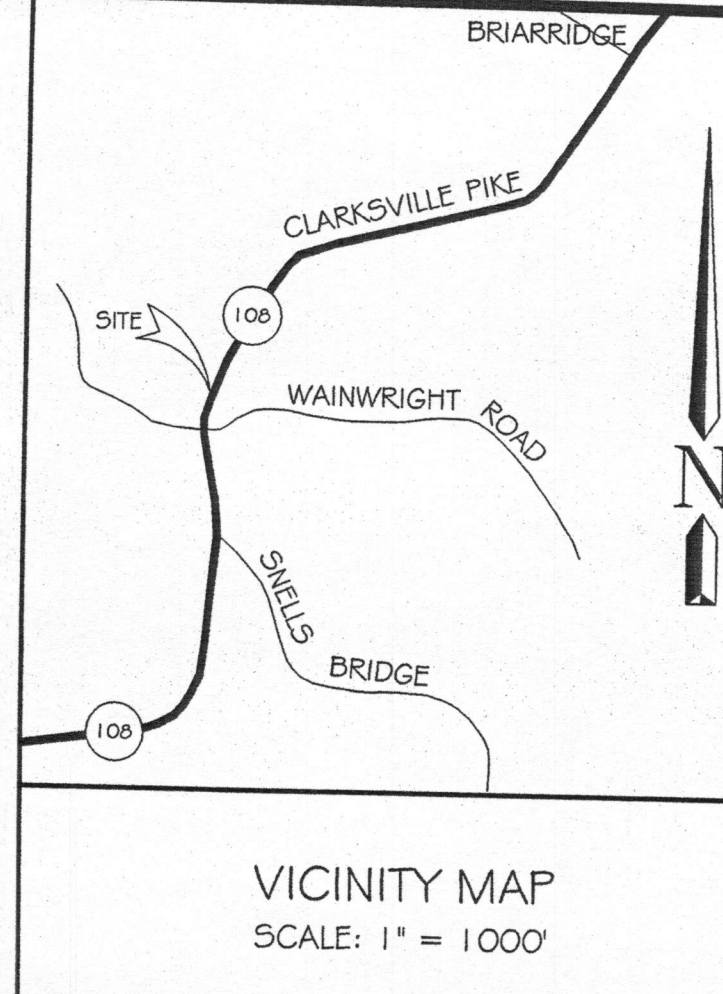 BRIARRIDGE
CLARKSVILLE PIKE
108
SITE
WAINWRIGHT ROAD
N
SNELLS BRIDGE
108
VICINITY MAP
SCALE: 1" = 1000'